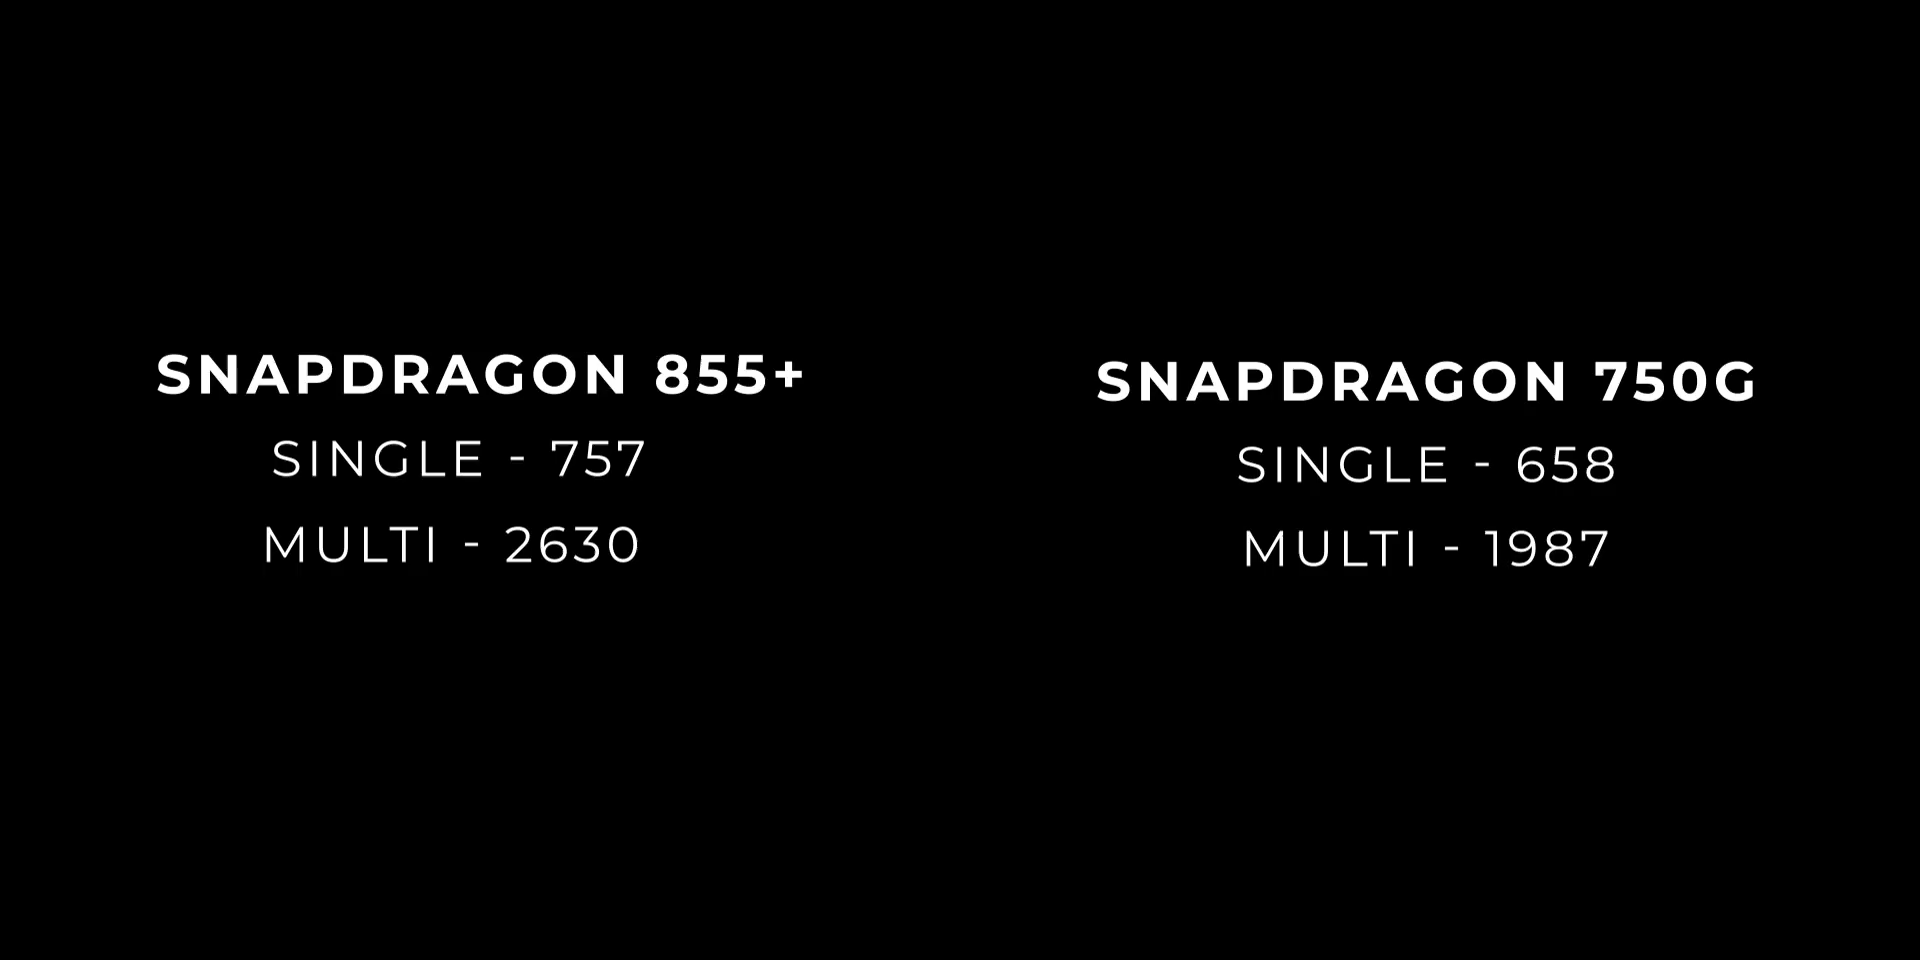 SNAPDRAGON 855+
SINGLE - 757
MULTI - 2630
SNAPDRAGON 750G
SINGLE - 658
MULTI - 1987